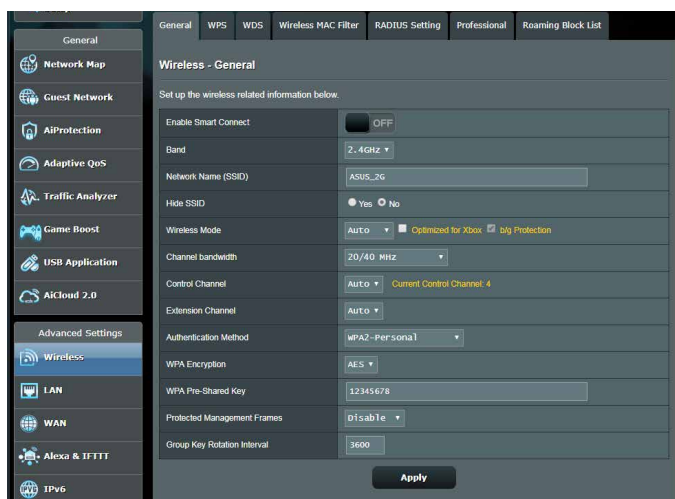 General
Network Map
Guest Network
AiProtection
Adaptive QoS
Traffic Analyzer
Game Boost
USB Application
AiCloud 2.0
Advanced Settings
Wireless
LAN
WAN
Alexa & IFTTT
IPv6
General WPS WDS Wireless MAC Filter RADIUS Setting Professional Roaming Block List
Wireless - General
Set up the wireless related information below.
Enable Smart Connect OFF
Band 2.4GHz
Network Name (SSID) ASUS_2G
Hide SSID Yes No
Wireless Mode Auto Optimized for Xbox b/g Protection
Channel bandwidth 20/40 MHz
Control Channel Auto Current Control Channel: 4
Extension Channel Auto
Authentication Method WPA2-Personal
WPA Encryption AES
WPA Pre-Shared Key 12345678
Protected Management Frames Disable
Group Key Rotation Interval 3600
Apply